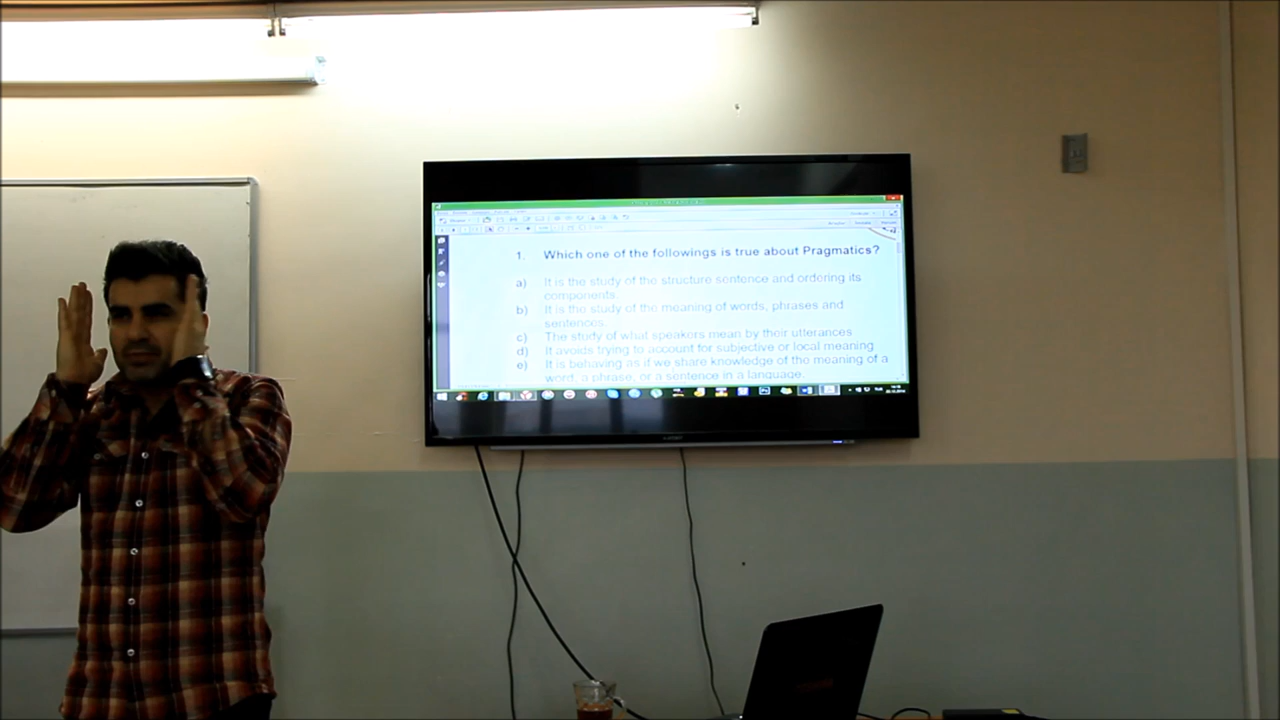 1. Which one of the followings is true about Pragmatics?
a) It is the study of the structure sentence and ordering its
components.
b) It is the study of the meaning of words, phrases and
sentences.
c) The study of what speakers mean by their utterances
d) It avoids trying to account for subjective or local meaning
e) It is behaving as if we share knowledge of the meaning of a
word, a phrase, or a sentence in a language.